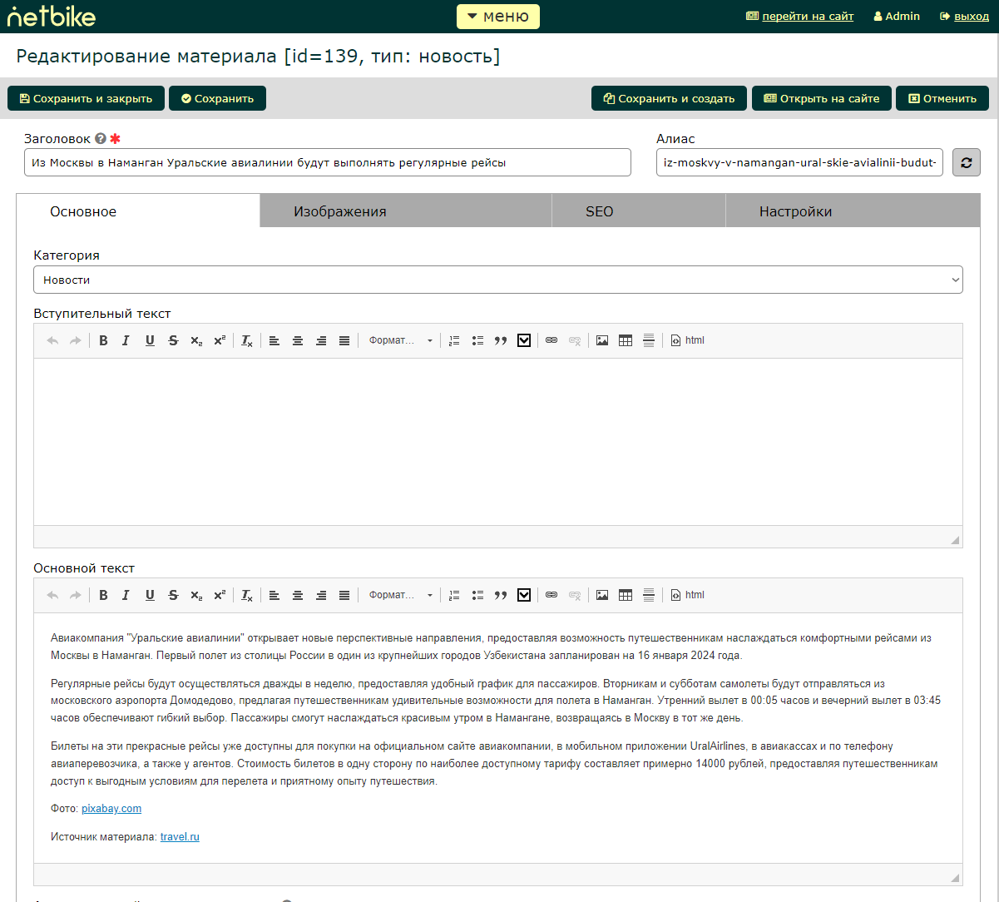 netbike
меню
перейти на сайт
Admin
выход
Редактирование материала [id=139, тип: новость]
Сохранить и закрыть
Сохранить
Сохранить и создать
Открыть на сайте
Отменить
Заголовок
Алиас
Из Москвы в Наманган Уральские авиалинии будут выполнять регулярные рейсы
iz-moskvy-v-namangan-ural-skie-avialinii-budut-
Основное
Изображения
SEO
Настройки
Категория
Новости
Вступительный текст
Формат...
html
Основной текст
Формат...
html
Авиакомпания "Уральские авиалинии" открывает новые перспективные направления, предоставляя возможность путешественникам наслаждаться комфортными рейсами из
Москвы в Наманган. Первый полет из столицы России в один из крупнейших городов Узбекистана запланирован на 16 января 2024 года.
Регулярные рейсы будут осуществляться дважды в неделю, предоставляя удобный график для пассажиров. Вторникам и субботам самолеты будут отправляться из
московского аэропорта Домодедово, предлагая путешественникам удивительные возможности для полета в Наманган. Утренний вылет в 00:05 часов и вечерний вылет в 03:45
часов обеспечивают гибкий выбор. Пассажиры смогут наслаждаться красивым утром в Намангане, возвращаясь в Москву в тот же день.
Билеты на эти прекрасные рейсы уже доступны для покупки на официальном сайте авиакомпании, в мобильном приложении UralAirlines, в авиакассах и по телефону
авиаперевозчика, а также у агентов. Стоимость билетов в одну сторону по наиболее доступному тарифу составляет примерно 14000 рублей, предоставляя путешественникам
доступ к выгодным условиям для перелета и приятному опыту путешествия.
Фото: pixabay.com
Источник материала: travel.ru